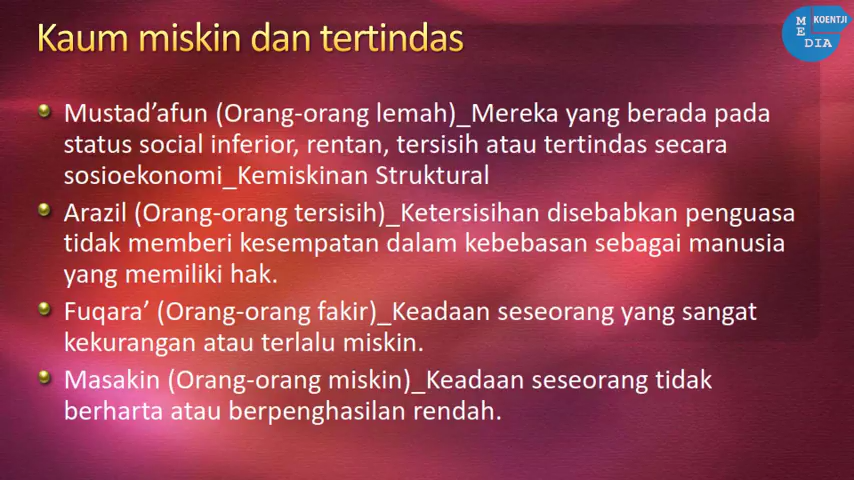 Kaum miskin dan tertindas
M
E
DIA
KOENTJI
Mustad’afun (Orang-orang lemah)_Mereka yang berada pada
status social inferior, rentan, tersisih atau tertindas secara
sosioekonomi_Kemiskinan Struktural
Arazil (Orang-orang tersisih)_Ketersisihan disebabkan penguasa
tidak memberi kesempatan dalam kebebasan sebagai manusia
yang memiliki hak.
Fuqara’ (Orang-orang fakir)_Keadaan seseorang yang sangat
kekurangan atau terlalu miskin.
Masakin (Orang-orang miskin)_Keadaan seseorang tidak
berharta atau berpenghasilan rendah.